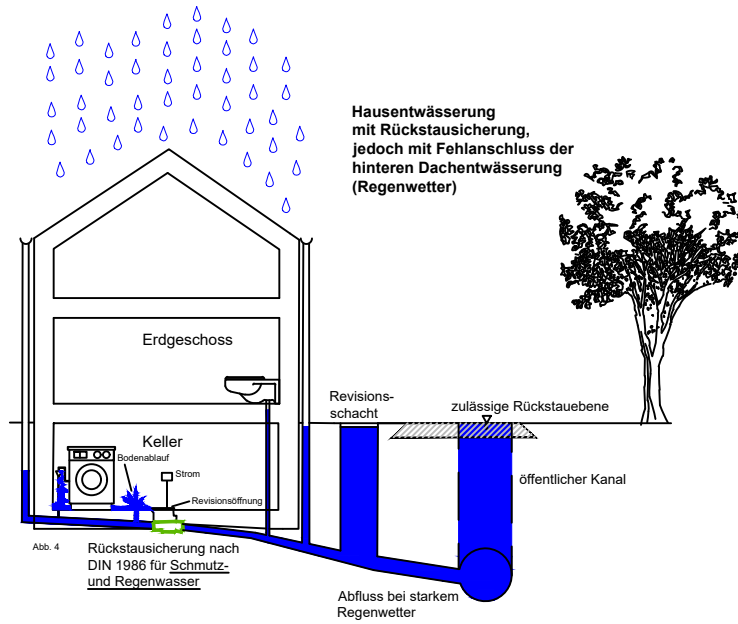 Hausentwässerung
mit Rückstausicherung,
jedoch mit Fehlanschluss der
hinteren Dachentwässerung
(Regenwetter)
Erdgeschoss
Revisions-
schacht
zulässige Rückstauebene
Keller
Bodenablauf
Strom
öffentlicher Kanal
Revisionsöffnung
Abb. 4
Rückstausicherung nach
DIN 1986 für Schmutz-
und Regenwasser
Abfluss bei starkem
Regenwetter